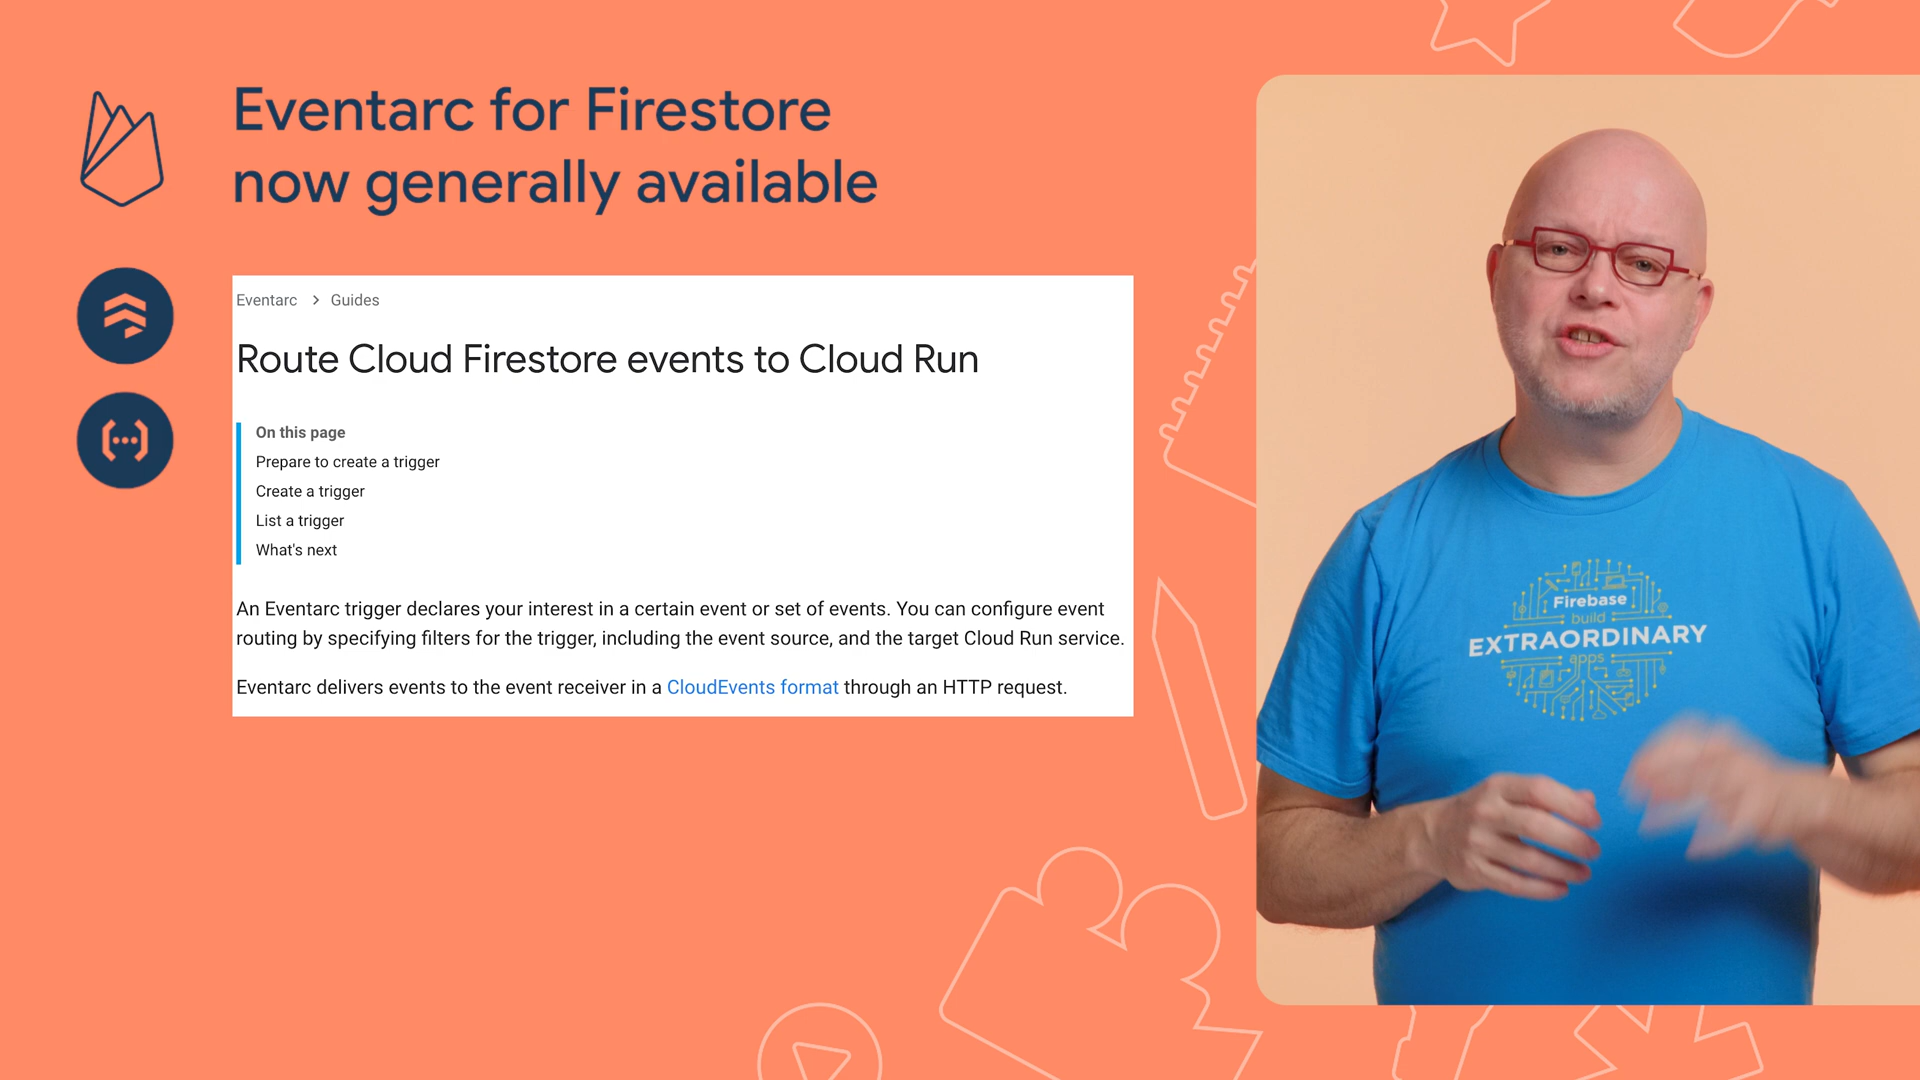 Eventarc for Firestore
now generally available
Eventarc > Guides
Route Cloud Firestore events to Cloud Run
On this page
Prepare to create a trigger
Create a trigger
List a trigger
What's next
An Eventarc trigger declares your interest in a certain event or set of events. You can configure event
routing by specifying filters for the trigger, including the event source, and the target Cloud Run service.
Eventarc delivers events to the event receiver in a CloudEvents format through an HTTP request.
Firebase
build
EXTRAORDINARY
apps